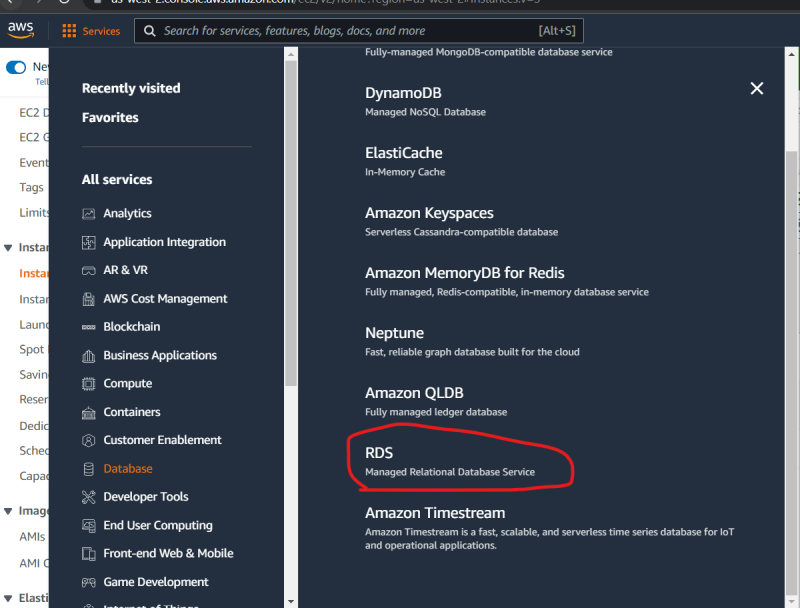 us-west-2.console.aws.amazon.com/ec2/v2/home?region=us-west-2#Instances:v=3
aws
Services
Search for services, features, blogs, docs, and more
[Alt+S]
New
Tell
EC2 D
EC2 G
Event
Tags
Limits
Instan
Instan
Instan
Launc
Spot
Savin
Reser
Dedic
Sched
Capac
Image
AMIs
AMI C
Elasti
Recently visited
Favorites
All services
Analytics
Application Integration
AR & VR
AWS Cost Management
Blockchain
Business Applications
Compute
Containers
Customer Enablement
Database
Developer Tools
End User Computing
Front-end Web & Mobile
Game Development
Internet of Things
Fully-managed MongoDB-compatible database service
DynamoDB
Managed NoSQL Database
ElastiCache
In-Memory Cache
Amazon Keyspaces
Serverless Cassandra-compatible database
Amazon MemoryDB for Redis
Fully managed, Redis-compatible, in-memory database service
Neptune
Fast, reliable graph database built for the cloud
Amazon QLDB
Fully managed ledger database
RDS
Managed Relational Database Service
Amazon Timestream
Amazon Timestream is a fast, scalable, and serverless time series database for IoT
and operational applications.